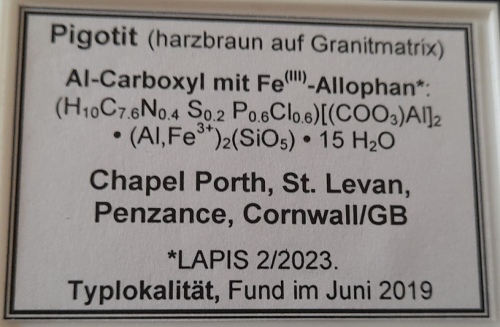 Pigotit (harzbraun auf Granitmatrix)
Al-Carboxyl mit Fe⁽ᴵᴵᴵ⁾-Allophan*:
(H₁₀C₇.₆N₀.₄ S₀.₂ P₀.₆Cl₀.₆)[(COO₃)Al]₂
• (Al,Fe³⁺)₂(SiO₅) • 15 H₂O
Chapel Porth, St. Levan,
Penzance, Cornwall/GB
*LAPIS 2/2023.
Typlokalität, Fund im Juni 2019